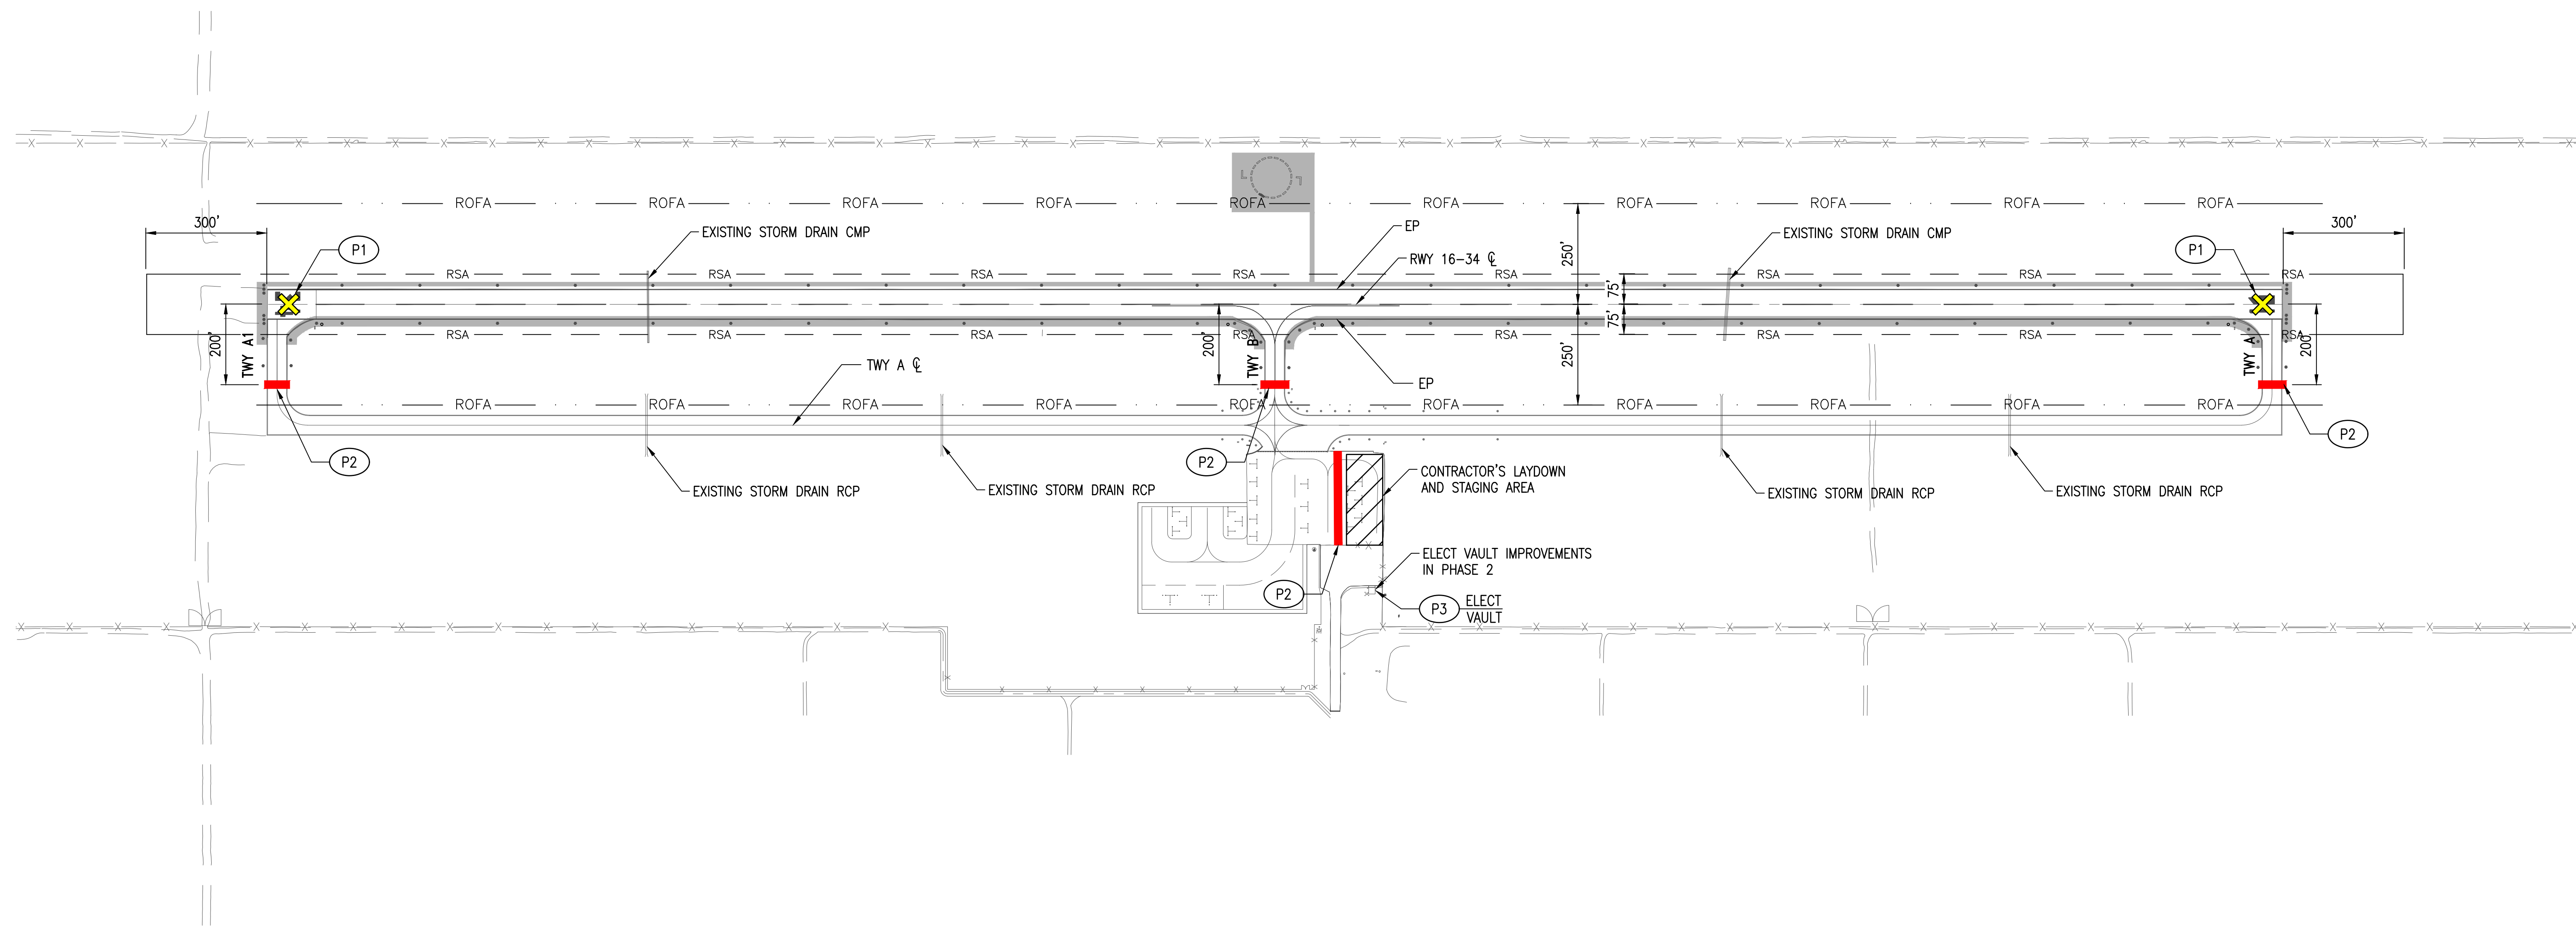 ROFA ROFA ROFA ROFA ROFA ROFA ROFA ROFA ROFA ROFA
300'
300'
EXISTING STORM DRAIN CMP
EP
EXISTING STORM DRAIN CMP
P1
P1
250'
RWY 16-34 ℄
RSA RSA RSA RSA RSA RSA RSA RSA
75'
75'
RSA RSA RSA RSA RSA RSA RSA RSA
200'
TWY A1
200'
TWY B
250'
TWY A
200'
TWY A ℄
EP
ROFA ROFA ROFA ROFA ROFA ROFA ROFA ROFA ROFA ROFA
P2
P2
P2
EXISTING STORM DRAIN RCP
EXISTING STORM DRAIN RCP
CONTRACTOR'S LAYDOWN
AND STAGING AREA
EXISTING STORM DRAIN RCP
EXISTING STORM DRAIN RCP
ELECT VAULT IMPROVEMENTS
IN PHASE 2
P2
P3
ELECT
VAULT